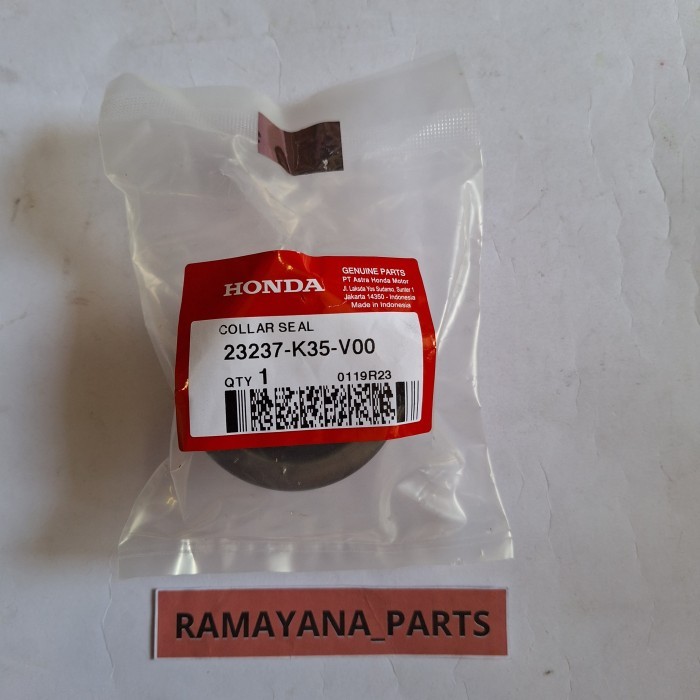 HONDA
GENUINE PARTS
PT Astra Honda Motor
Jl. Laksda Yos Sudarso, Sunter 1
Jakarta 14350 - Indonesia
Made in Indonesia
COLLAR SEAL
23237-K35-V00
QTY 1 0119R23
RAMAYANA_PARTS